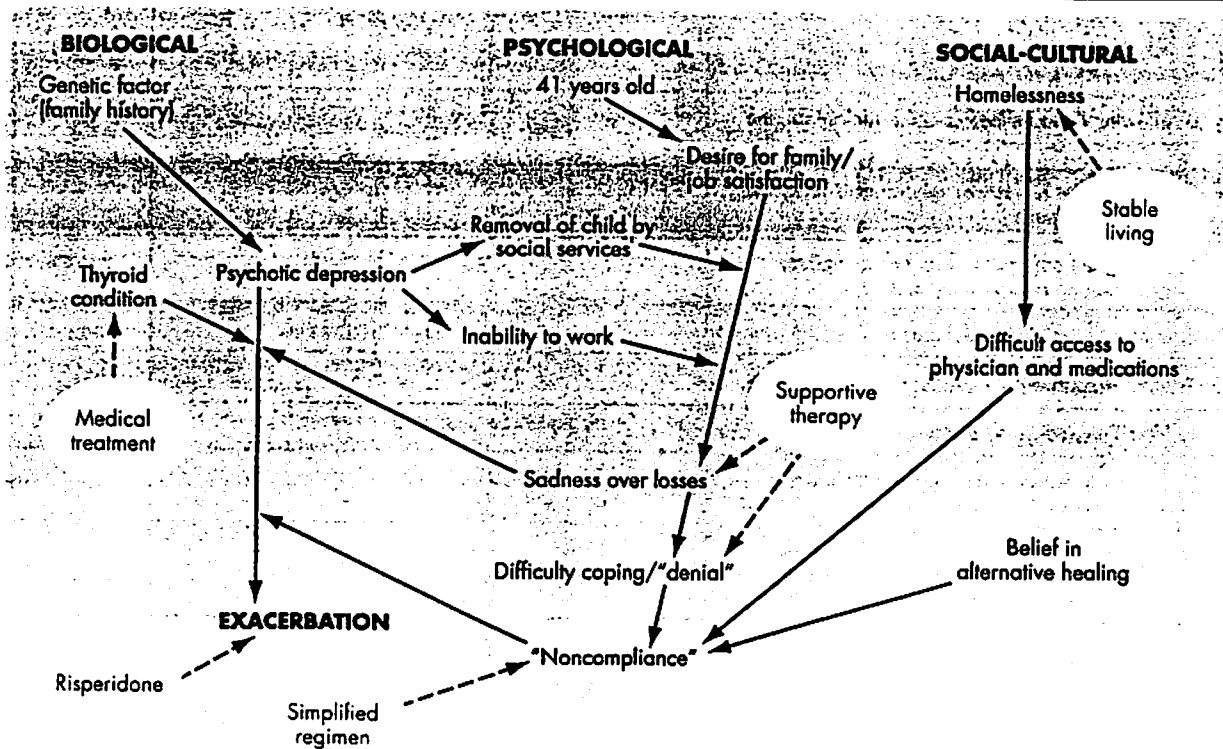 BIOLOGICAL
Genetic factor
(family history)
Thyroid
condition
Psychotic depression
Medical
treatment
EXACERBATION
Risperidone
PSYCHOLOGICAL
41 years old
Desire for family/
job satisfaction
Removal of child by
social services
Inability to work
Supportive
therapy
Sadness over losses
Difficulty coping/"denial"
"Noncompliance"
Simplified
regimen
SOCIAL-CULTURAL
Homelessness
Stable
living
Difficult access to
physician and medications
Belief in
alternative healing